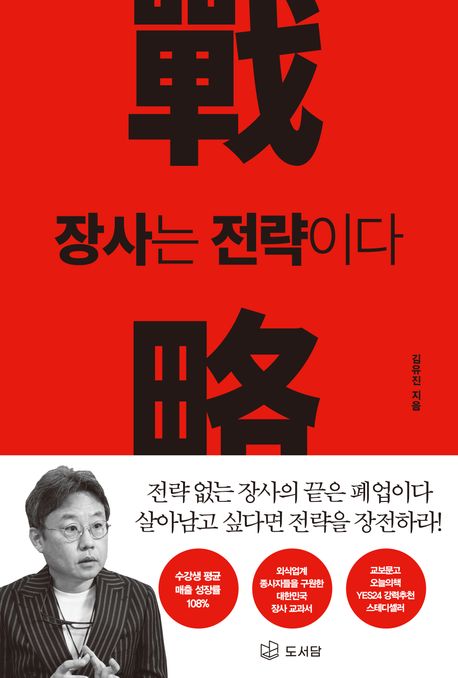 戰
장사는 전략이다
略
김유진 지음
전략 없는 장사의 끝은 폐업이다
살아남고 싶다면 전략을 장전하라!
수강생 평균
매출 성장률
108%
외식업계
종사자들을 구원한
대한민국
장사 교과서
교보문고
오늘의책
YES24 강력추천
스테디셀러
도서담